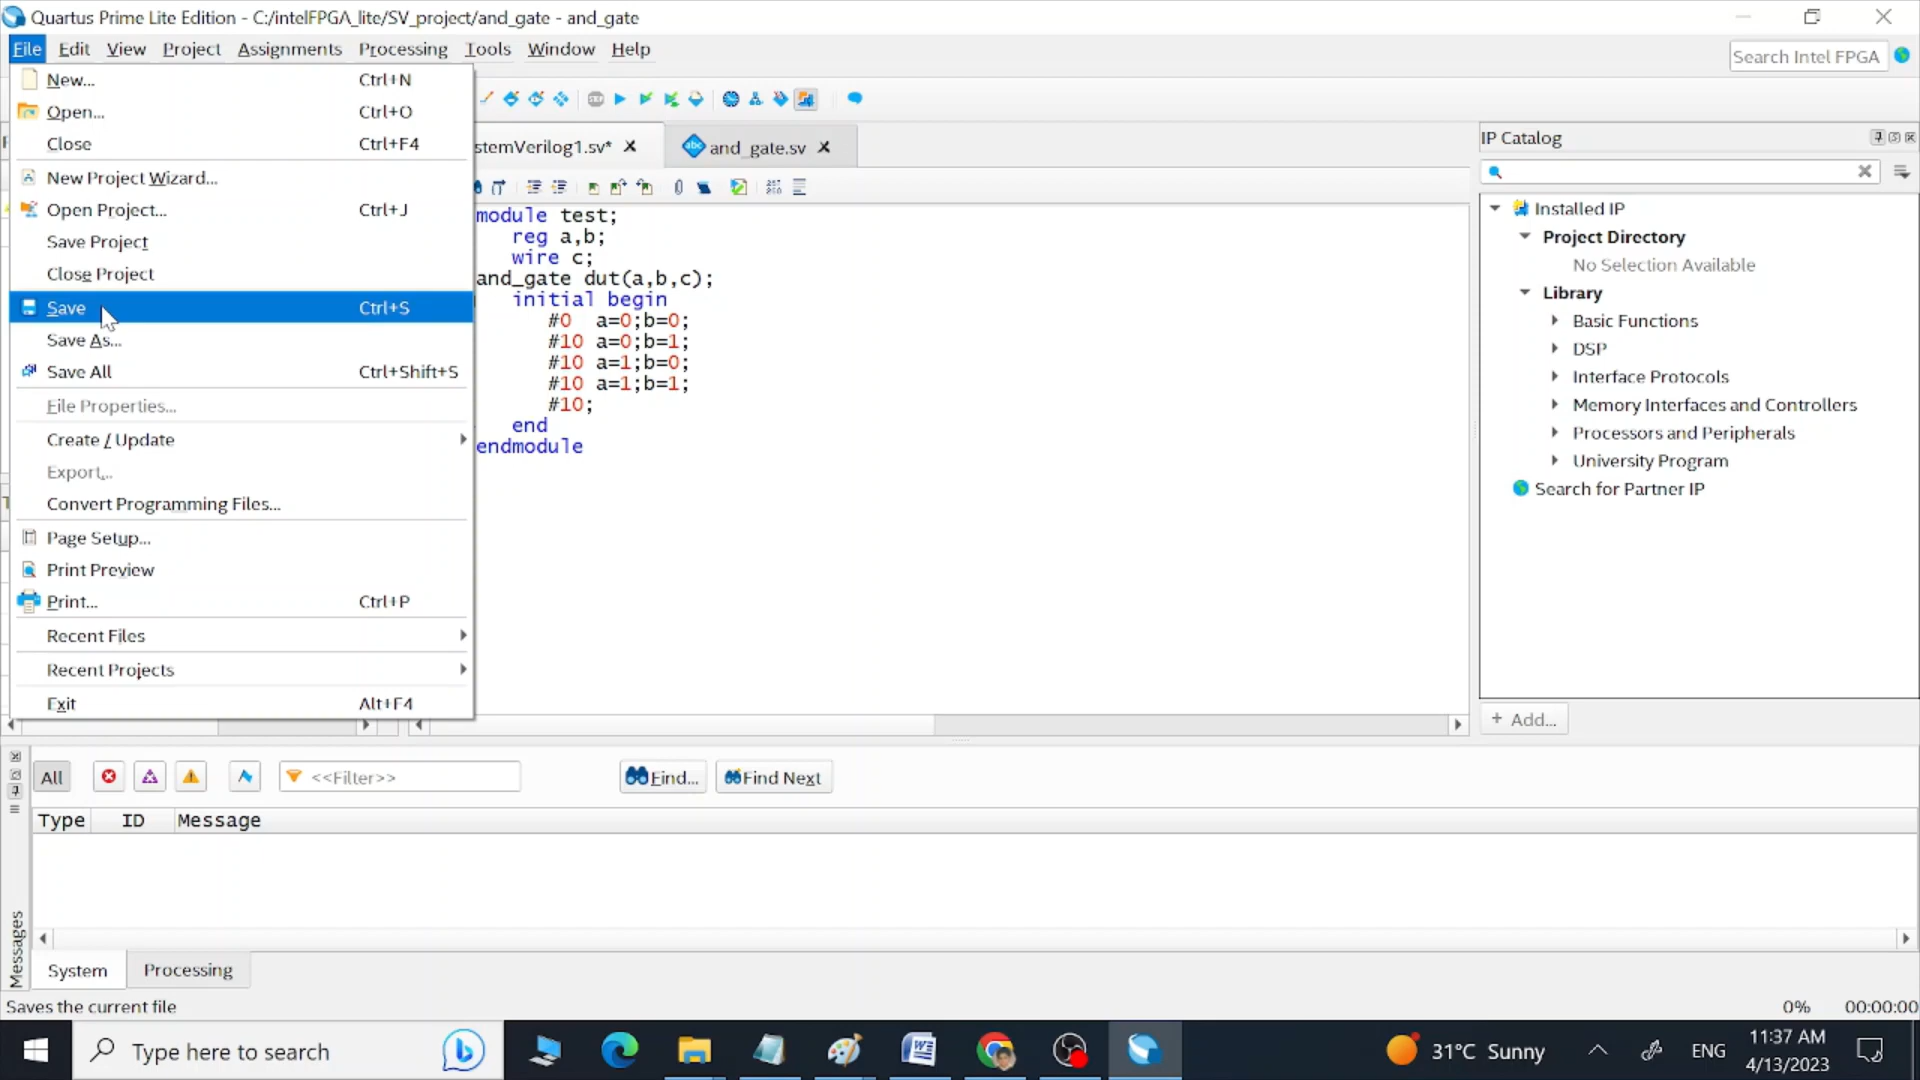 Quartus Prime Lite Edition - C:/intelFPGA_lite/SV_project/and_gate - and_gate
File Edit View Project Assignments Processing Tools Window Help
Search Intel FPGA
New... Ctrl+N
Open... Ctrl+O
Close Ctrl+F4
New Project Wizard...
Open Project... Ctrl+J
Save Project
Close Project
Save Ctrl+S
Save As...
Save All Ctrl+Shift+S
File Properties...
Create / Update
Export...
Convert Programming Files...
Page Setup...
Print Preview
Print... Ctrl+P
Recent Files
Recent Projects
Exit Alt+F4
stemVerilog1.sv*
and_gate.sv
module test;
reg a,b;
wire c;
and_gate dut(a,b,c);
initial begin
#0 a=0;b=0;
#10 a=0;b=1;
#10 a=1;b=0;
#10 a=1;b=1;
#10;
end
endmodule
IP Catalog
Installed IP
Project Directory
No Selection Available
Library
Basic Functions
DSP
Interface Protocols
Memory Interfaces and Controllers
Processors and Peripherals
University Program
Search for Partner IP
+ Add...
All <<Filter>> Find... Find Next
Type ID Message
Messages
System Processing
Saves the current file
0% 00:00:00
Type here to search
31°C Sunny
ENG
11:37 AM
4/13/2023